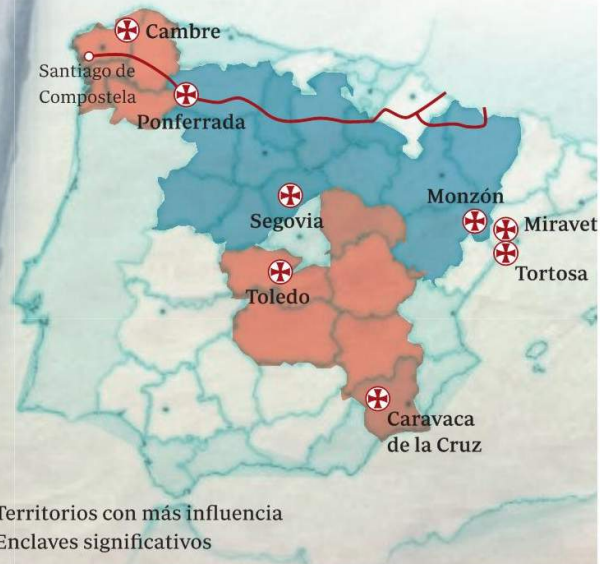 Cambre
Santiago de
Compostela
Ponferrada
Segovia
Monzón
Miravet
Tortosa
Toledo
Caravaca
de la Cruz
Territorios con más influencia
Enclaves significativos